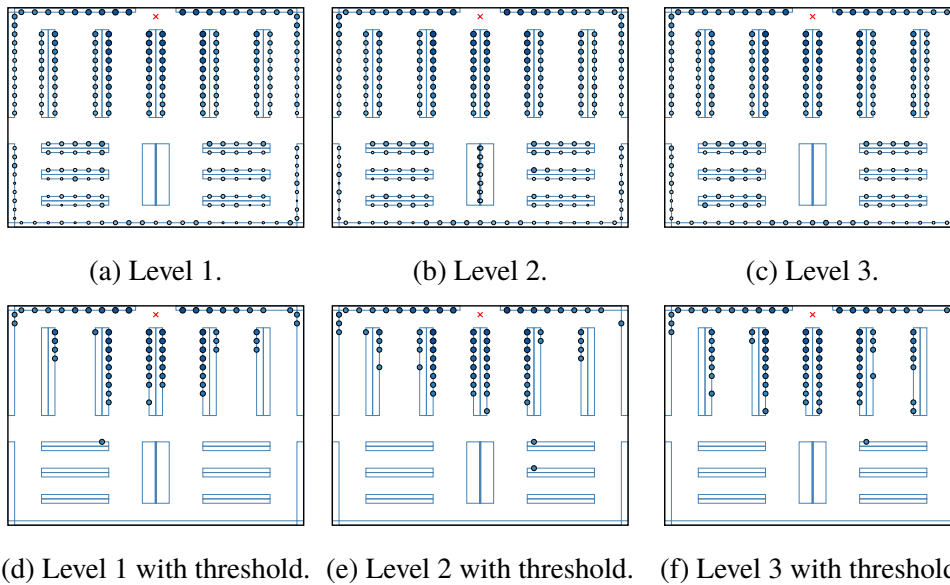 (a) Level 1. (b) Level 2. (c) Level 3.
(d) Level 1 with threshold. (e) Level 2 with threshold. (f) Level 3 with threshol